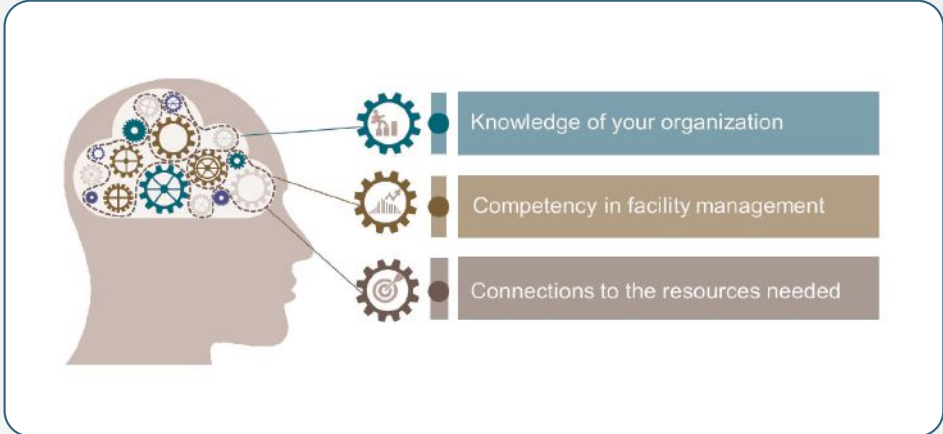 Knowledge of your organization
Competency in facility management
Connections to the resources needed